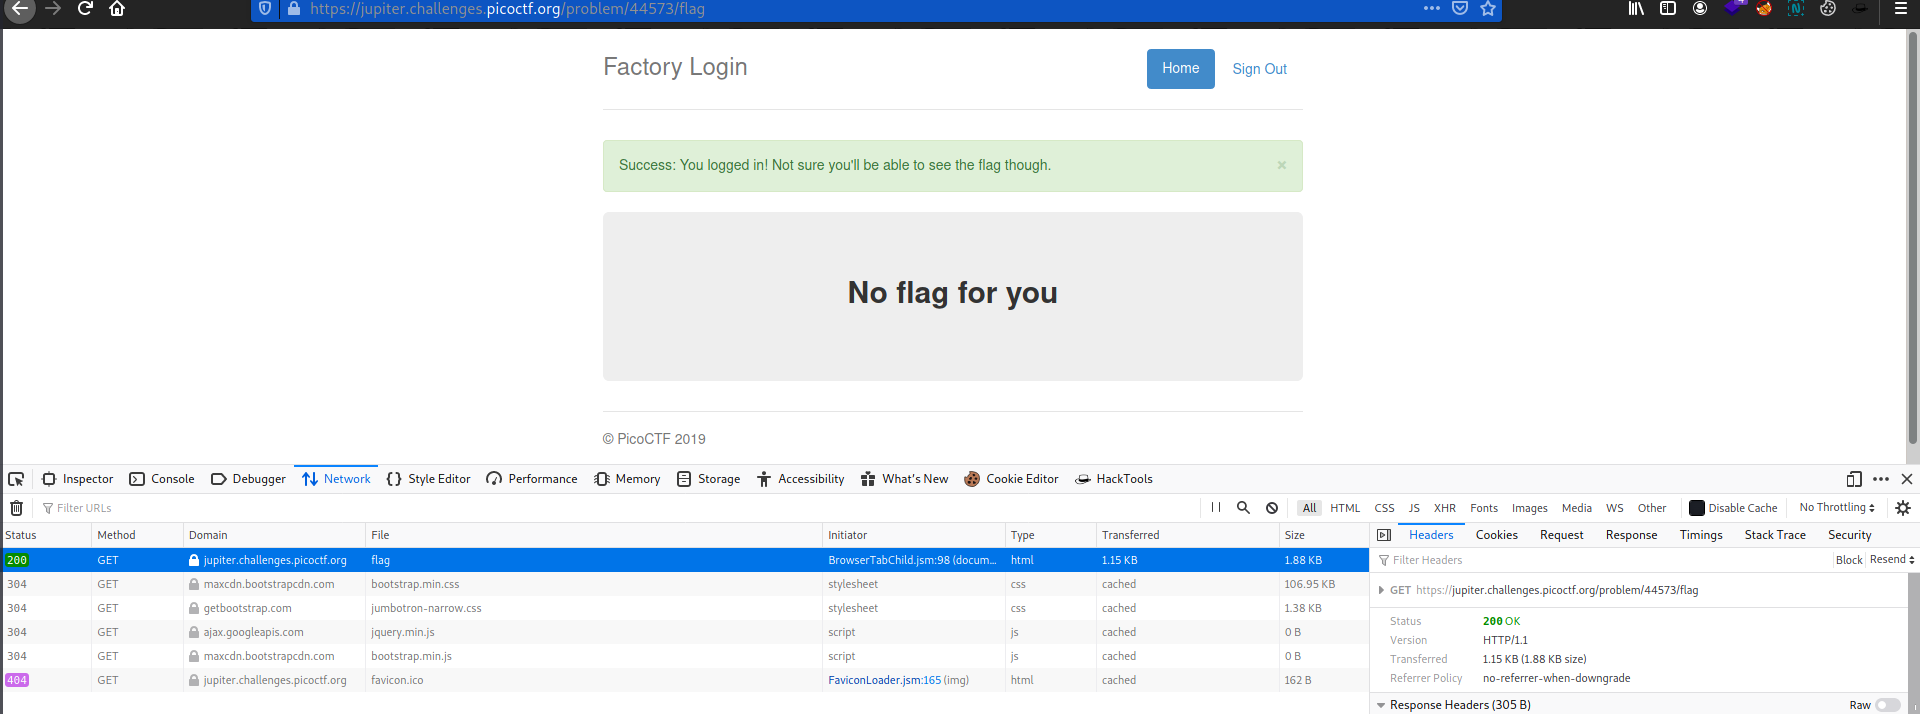 https://jupiter.challenges.picoctf.org/problem/44573/flag
Factory Login
Home
Sign Out
Success: You logged in! Not sure you'll be able to see the flag though.
×
No flag for you
© PicoCTF 2019
Inspector Console Debugger Network Style Editor Performance Memory Storage Accessibility What's New Cookie Editor HackTools
Filter URLs
All HTML CSS JS XHR Fonts Images Media WS Other Disable Cache No Throttling
Status Method Domain File Initiator Type Transferred Size
200 GET jupiter.challenges.picoctf.org flag BrowserTabChild.jsm:98 (docum... html 1.15 KB 1.88 KB
304 GET maxcdn.bootstrapcdn.com bootstrap.min.css stylesheet css cached 106.95 KB
304 GET getbootstrap.com jumbotron-narrow.css stylesheet css cached 1.38 KB
304 GET ajax.googleapis.com jquery.min.js script js cached 0 B
304 GET maxcdn.bootstrapcdn.com bootstrap.min.js script js cached 0 B
404 GET jupiter.challenges.picoctf.org favicon.ico FaviconLoader.jsm:165 (img) html cached 162 B
Headers Cookies Request Response Timings Stack Trace Security
Filter Headers Block Resend
GET https://jupiter.challenges.picoctf.org/problem/44573/flag
Status 200 OK
Version HTTP/1.1
Transferred 1.15 KB (1.88 KB size)
Referrer Policy no-referrer-when-downgrade
Response Headers (305 B) Raw